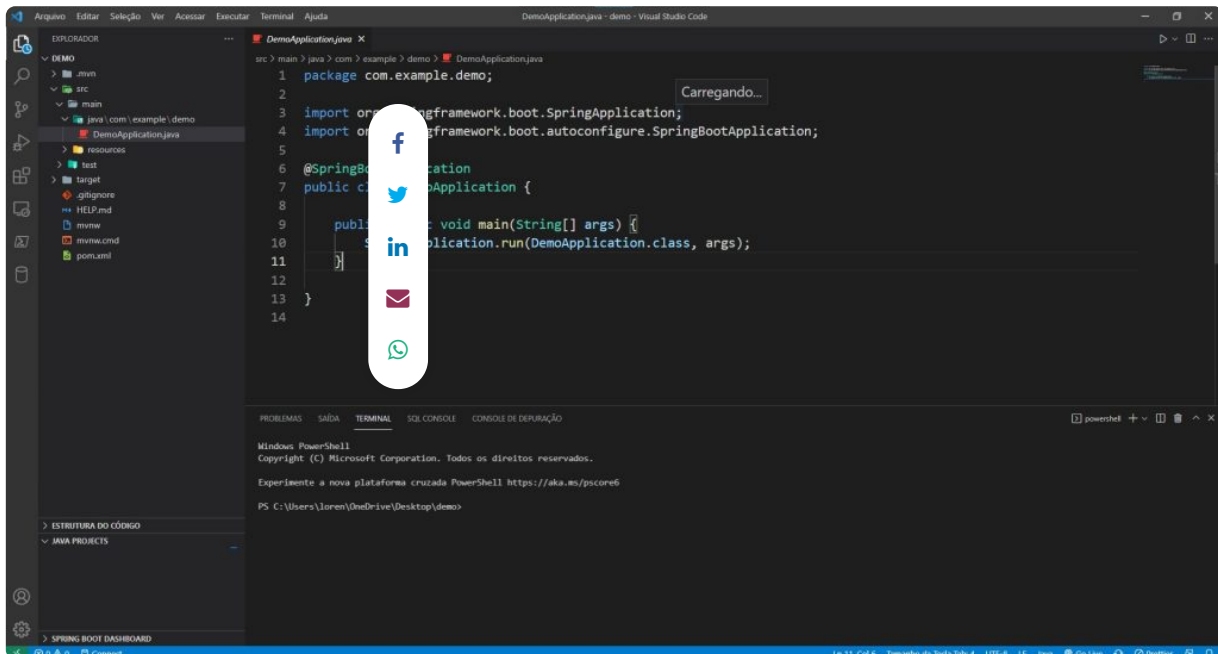 Arquivo Editar Seleção Ver Acessar Executar Terminal Ajuda
DemoApplication.java - demo - Visual Studio Code
EXPLORADOR
DEMO
.mvn
src
main
java\com\example\demo
DemoApplication.java
resources
test
target
.gitignore
HELP.md
mvnw
mvnw.cmd
pom.xml
ESTRUTURA DO CÓDIGO
JAVA PROJECTS
SPRING BOOT DASHBOARD
DemoApplication.java
src > main > java > com > example > demo > DemoApplication.java
1 package com.example.demo;
2
Carregando...
3 import or ngframework.boot.SpringApplication;
4 import or gframework.boot.autoconfigure.SpringBootApplication;
5
6 @SpringB cation
7 public cl Application {
8
9 publi void main(String[] args) {
10 S lication.run(DemoApplication.class, args);
11 }
12
13 }
14
f
in
PROBLEMAS SAÍDA TERMINAL SQL CONSOLE CONSOLE DE DEPURAÇÃO
powershell
Windows PowerShell
Copyright (C) Microsoft Corporation. Todos os direitos reservados.
Experimente a nova plataforma cruzada PowerShell https://aka.ms/pscore6
PS C:\Users\loren\OneDrive\Desktop\demo>